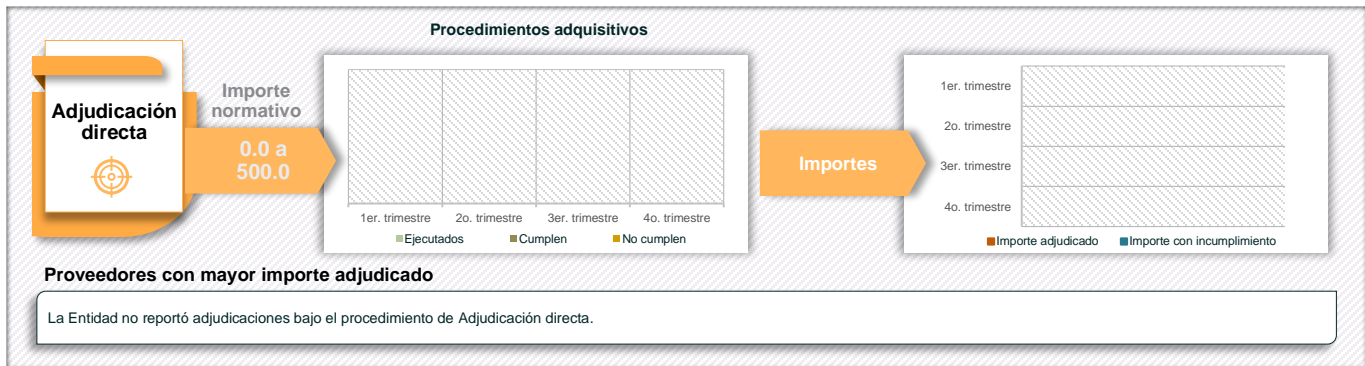 Procedimientos adquisitivos
Adjudicación
directa
Importe
normativo
0.0 a
500.0
1er. trimestre 2o. trimestre 3er. trimestre 4o. trimestre
Ejecutados Cumplen No cumplen
Importes
1er. trimestre
2o. trimestre
3er. trimestre
4o. trimestre
Importe adjudicado Importe con incumplimiento
Proveedores con mayor importe adjudicado
La Entidad no reportó adjudicaciones bajo el procedimiento de Adjudicación directa.